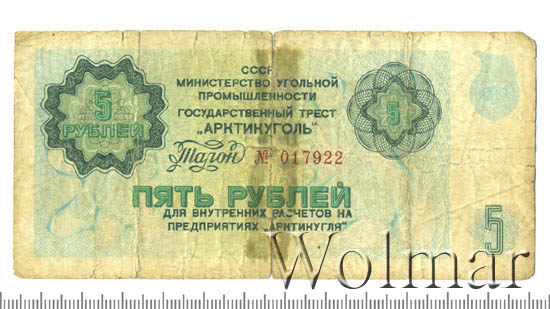 СССР
МИНИСТЕРСТВО УГОЛЬНОЙ
ПРОМЫШЛЕННОСТИ
ГОСУДАРСТВЕННЫЙ ТРЕСТ
"АРКТИКУГОЛЬ"
5
РУБЛЕЙ
5
Талон № 017922
ПЯТЬ РУБЛЕЙ
ДЛЯ ВНУТРЕННИХ РАСЧЕТОВ НА
ПРЕДПРИЯТИЯХ „АРКТИКУГЛЯ"
5
Wolmar